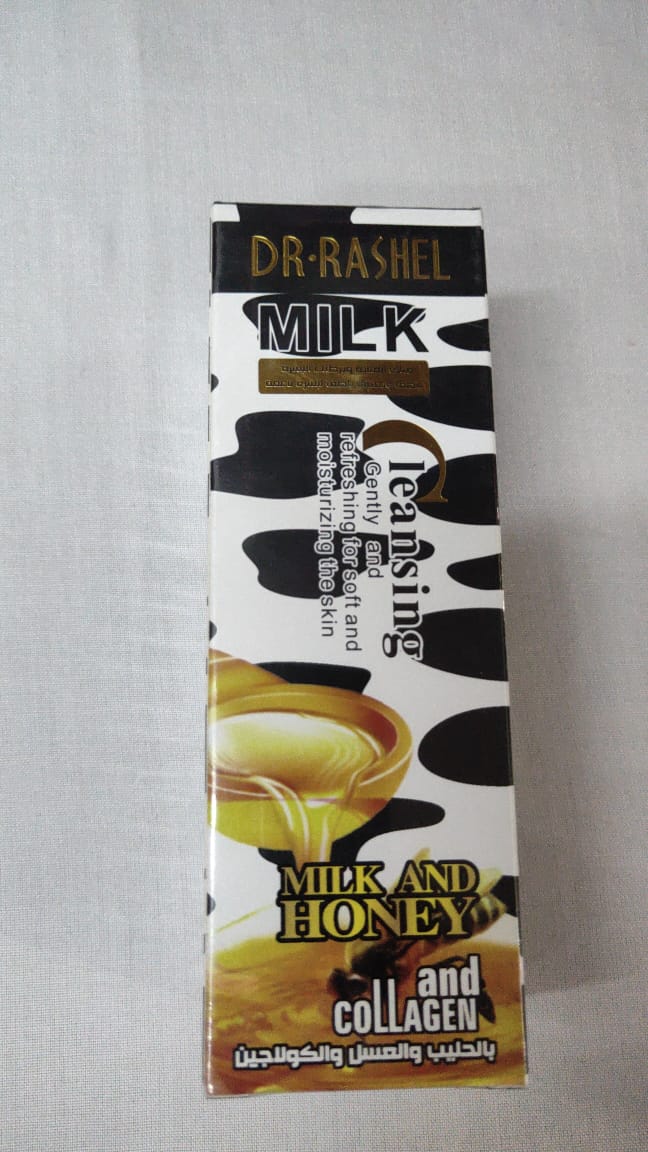 DR·RASHEL
MILK
Cleansing
Gently and
refreshing for soft and
moisturizing the skin
MILK AND
HONEY
and
COLLAGEN
بالحليب والعسل والكولاجين